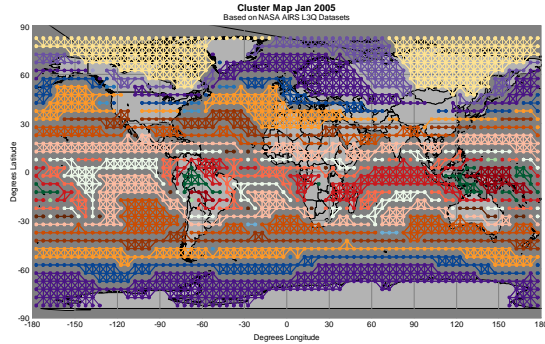 Cluster Map Jan 2005
Based on NASA AIRS L3Q Datasets
90
60
30
0
-30
-60
-90
Degrees Latitude
-180 -150 -120 -90 -60 -30 0 30 60 90 120 150 180
Degrees Longitude